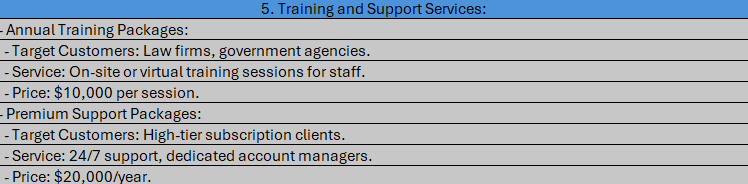 5. Training and Support Services:
- Annual Training Packages:
- Target Customers: Law firms, government agencies.
- Service: On-site or virtual training sessions for staff.
- Price: $10,000 per session.
- Premium Support Packages:
- Target Customers: High-tier subscription clients.
- Service: 24/7 support, dedicated account managers.
- Price: $20,000/year.